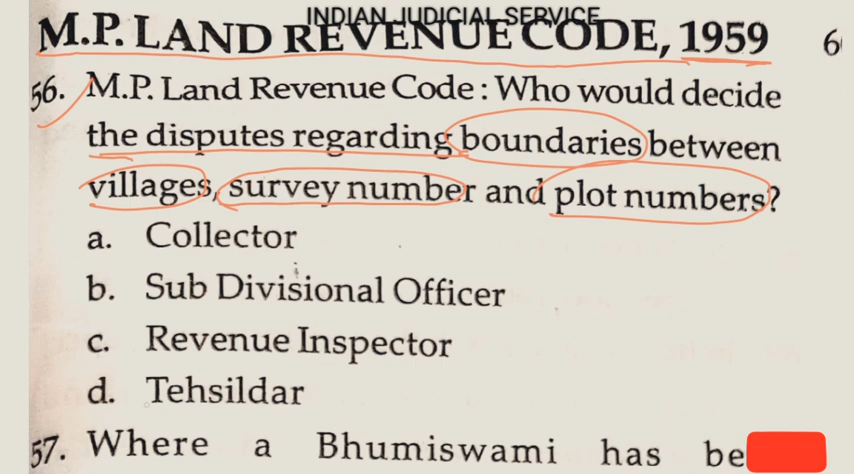 INDIAN JUDICIAL SERVICE
M.P. LAND REVENUE CODE, 1959 6
56. M.P. Land Revenue Code : Who would decide
the disputes regarding boundaries between
villages, survey number and plot numbers?
a. Collector
b. Sub Divisional Officer
c. Revenue Inspector
d. Tehsildar
57. Where a Bhumiswami has be